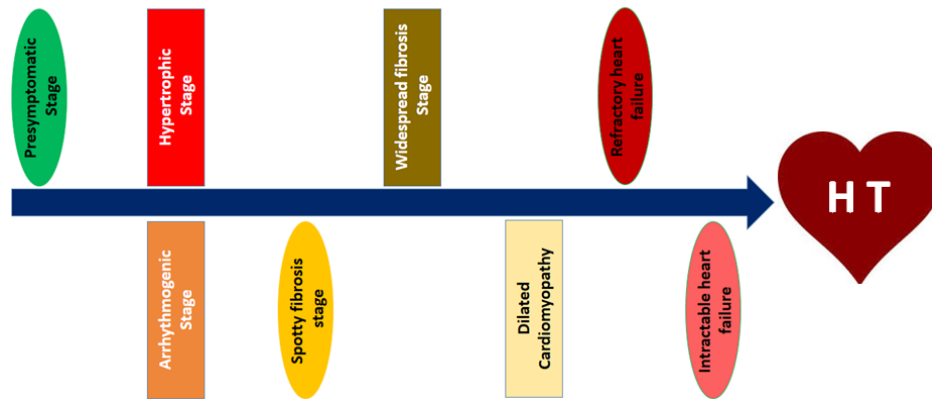 Presymptomatic
Stage
Hypertrophic
Stage
Widespread fibrosis
Stage
Refractory heart
failure
H T
Arrhythmogenic
Stage
Spotty fibrosis
stage
Dilated
Cardiomyopathy
Intractable heart
failure